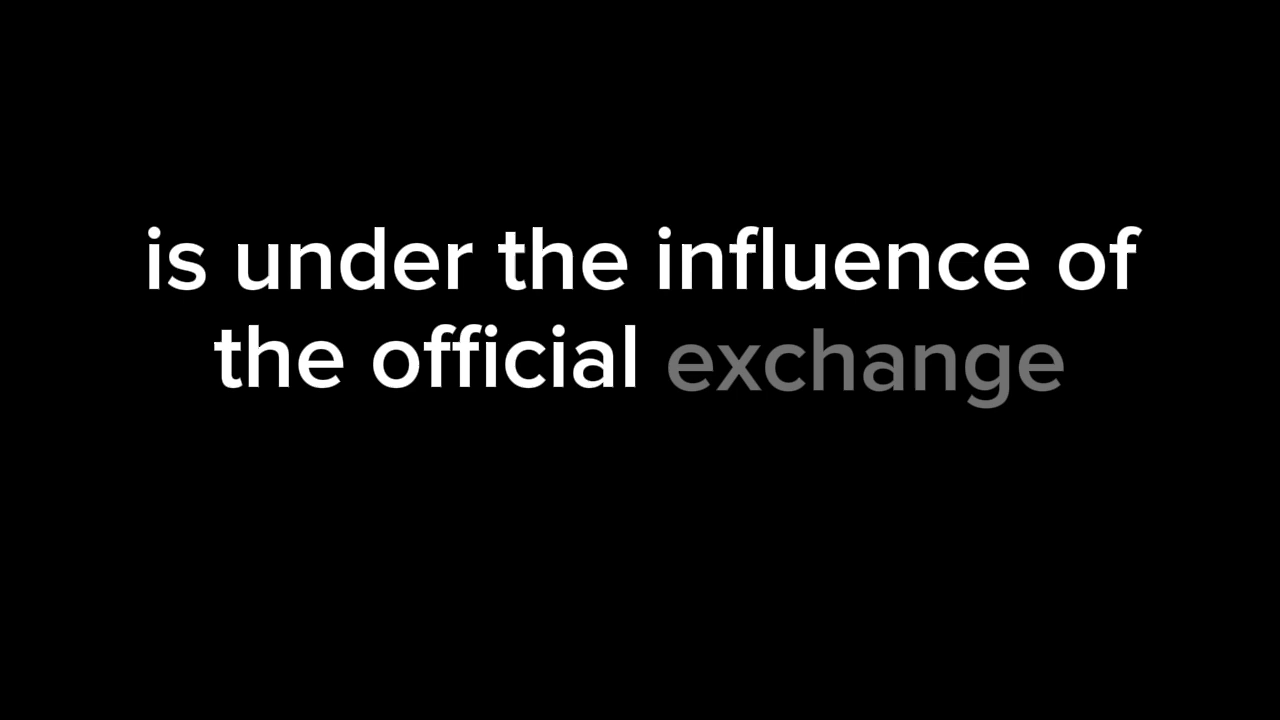 is under the influence of
the official exchange